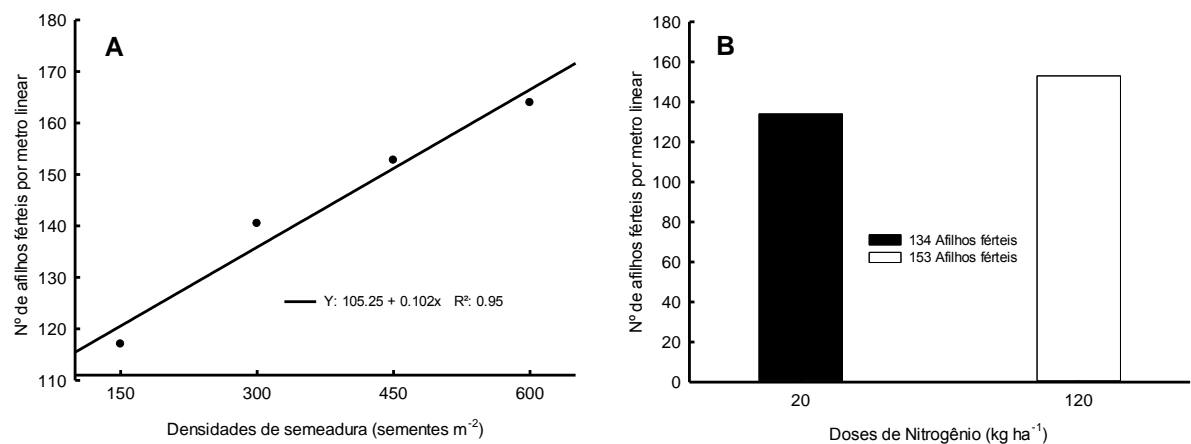 A
Nº de afilhos férteis por metro linear
180
170
160
150
140
130
120
110
Y: 105.25 + 0.102x R²: 0.95
150 300 450 600
Densidades de semeadura (sementes m⁻²)
B
Nº de afilhos férteis por metro linear
180
160
140
120
100
80
60
40
20
0
134 Afilhos férteis
153 Afilhos férteis
20 120
Doses de Nitrogênio (kg ha⁻¹)